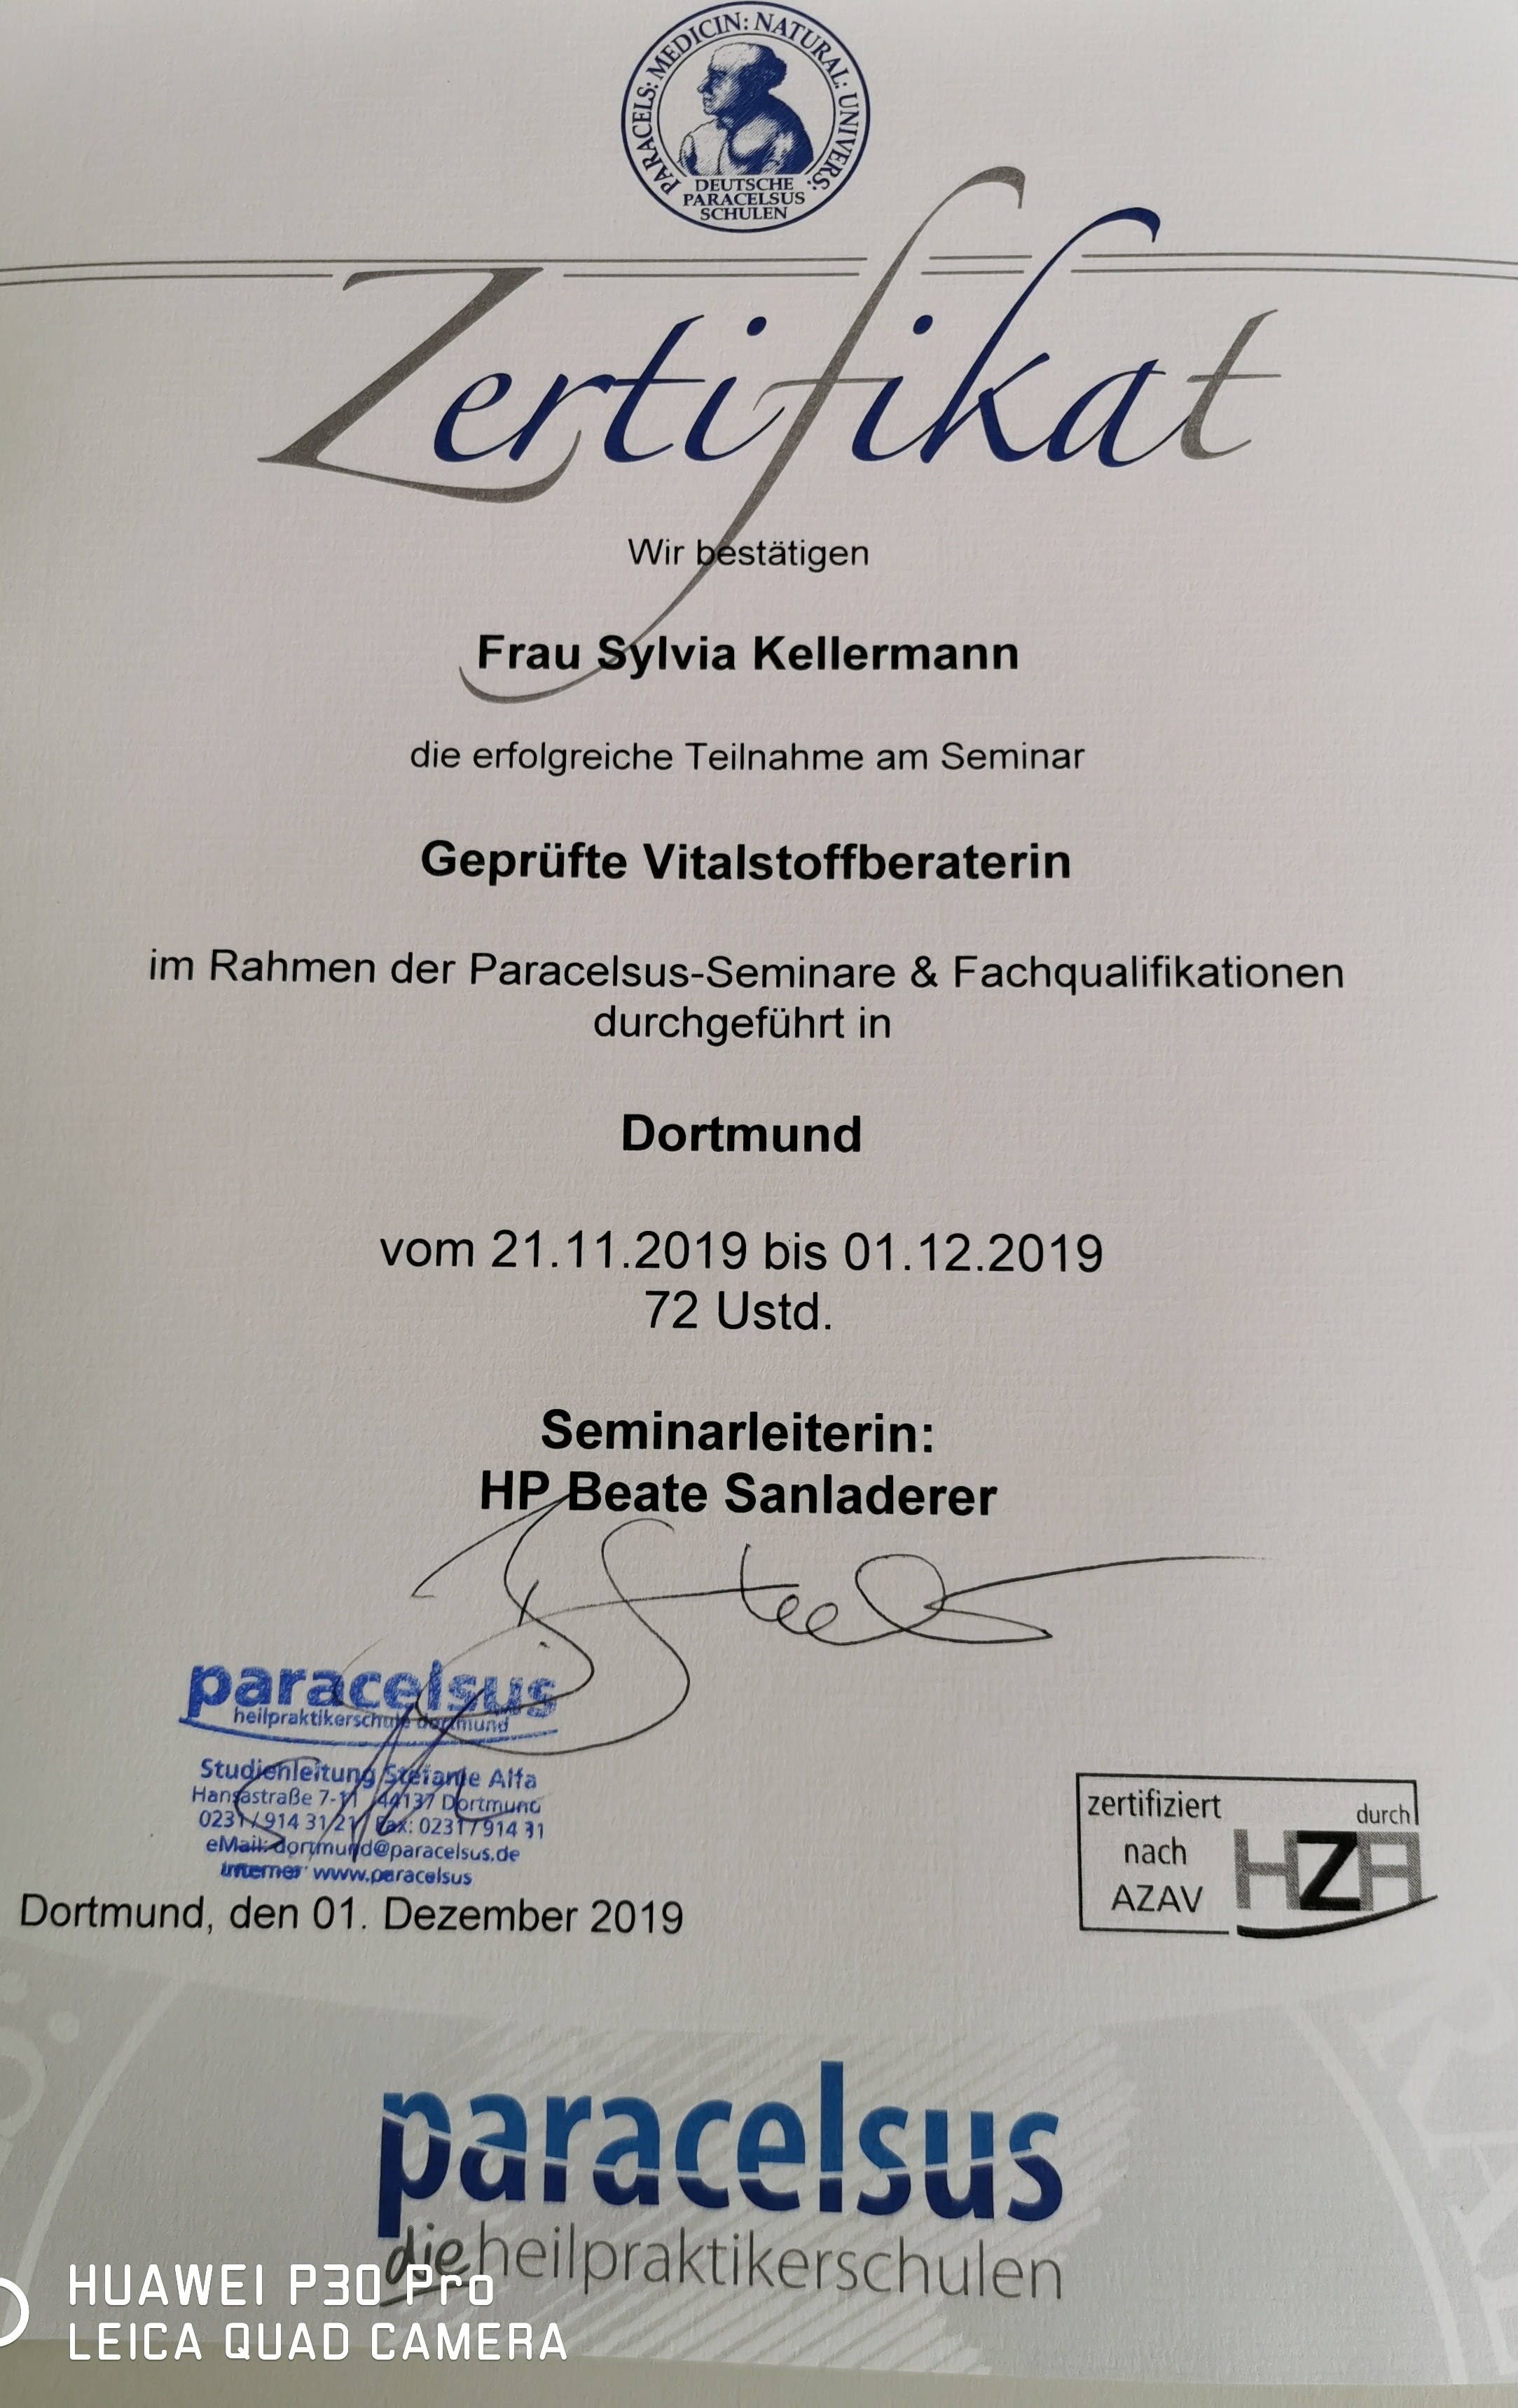 PARACELS: MEDICIN: NATURAL: UNIVERS:
DEUTSCHE
PARACELSUS
SCHULEN
Zertifikat
Wir bestätigen
Frau Sylvia Kellermann
die erfolgreiche Teilnahme am Seminar
Geprüfte Vitalstoffberaterin
im Rahmen der Paracelsus-Seminare & Fachqualifikationen
durchgeführt in
Dortmund
vom 21.11.2019 bis 01.12.2019
72 Ustd.
Seminarleiterin:
HP Beate Sanladerer
paracelsus
heilpraktikerschule dortmund
Studienleitung Stefanie Alfa
Hansastraße 7-11 44137 Dortmund
0231 / 914 31 21 Fax: 0231 / 914 31
eMail: dortmund@paracelsus.de
Internet www.paracelsus
Dortmund, den 01. Dezember 2019
zertifiziert durch
nach HZA
AZAV
paracelsus
die heilpraktikerschulen
HUAWEI P30 Pro
LEICA QUAD CAMERA